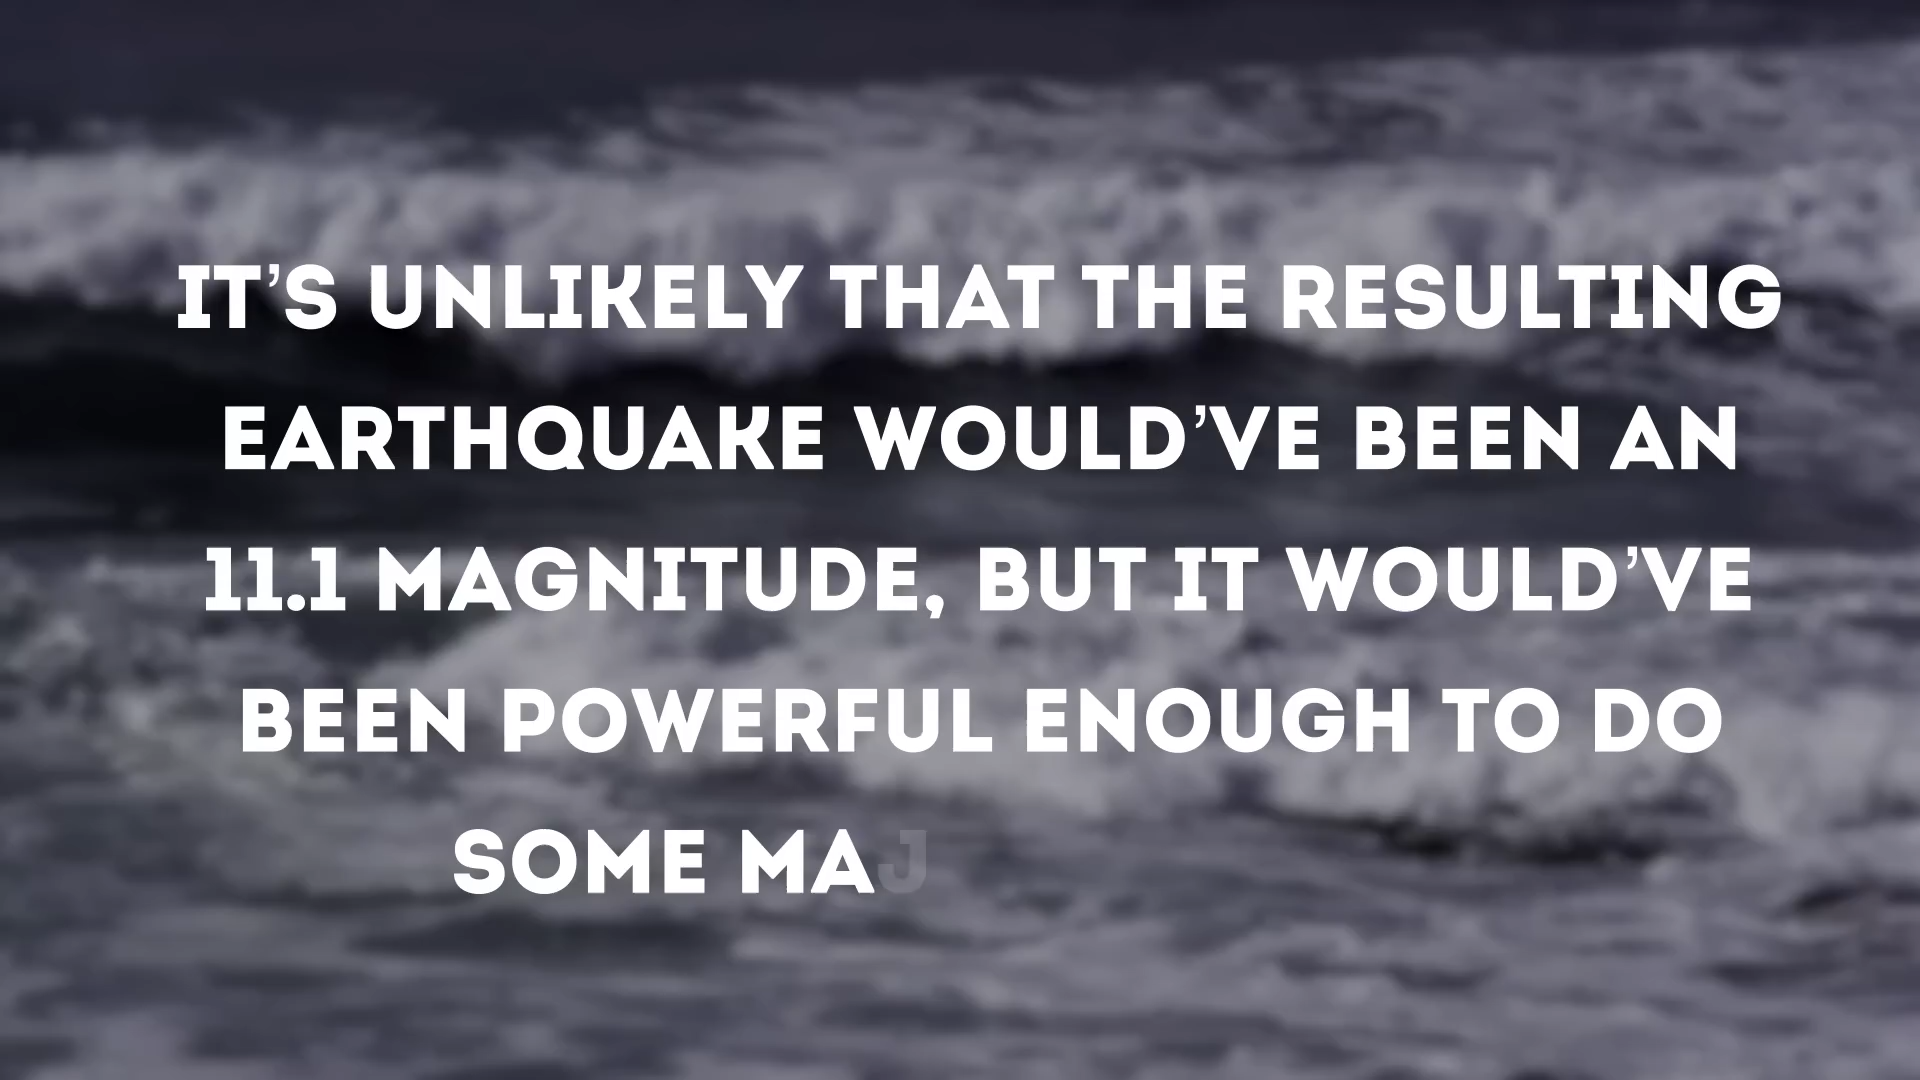 IT'S UNLIKELY THAT THE RESULTING
EARTHQUAKE WOULD'VE BEEN AN
11.1 MAGNITUDE, BUT IT WOULD'VE
BEEN POWERFUL ENOUGH TO DO
SOME MAJ